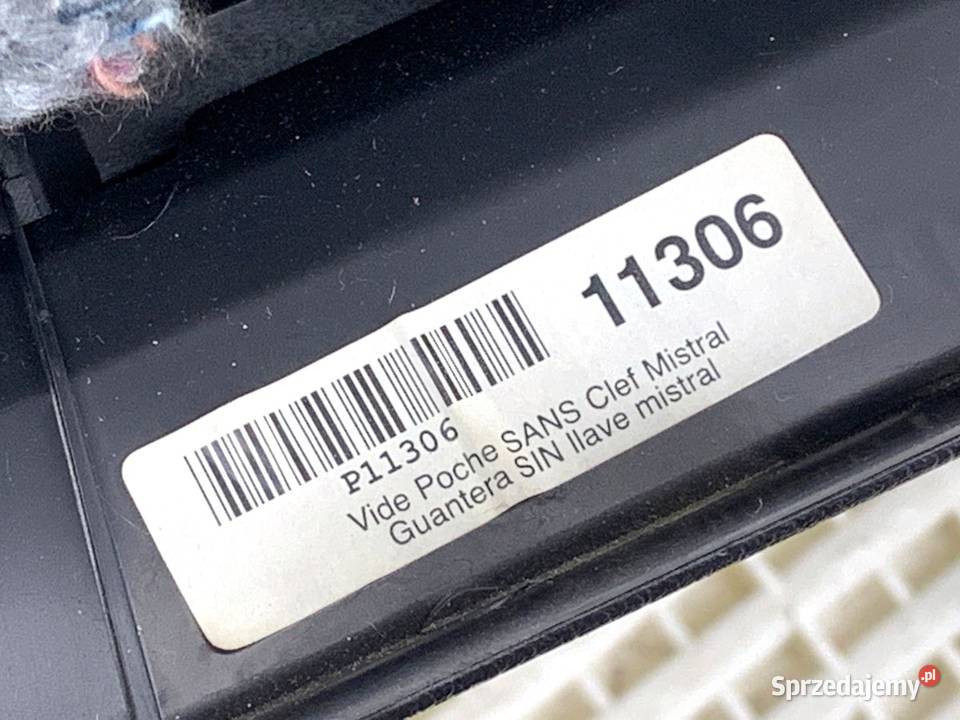 11306
P11306
Vide Poche SANS Clef Mistral
Guantera SIN llave mistral
Sprzedajemy.pl